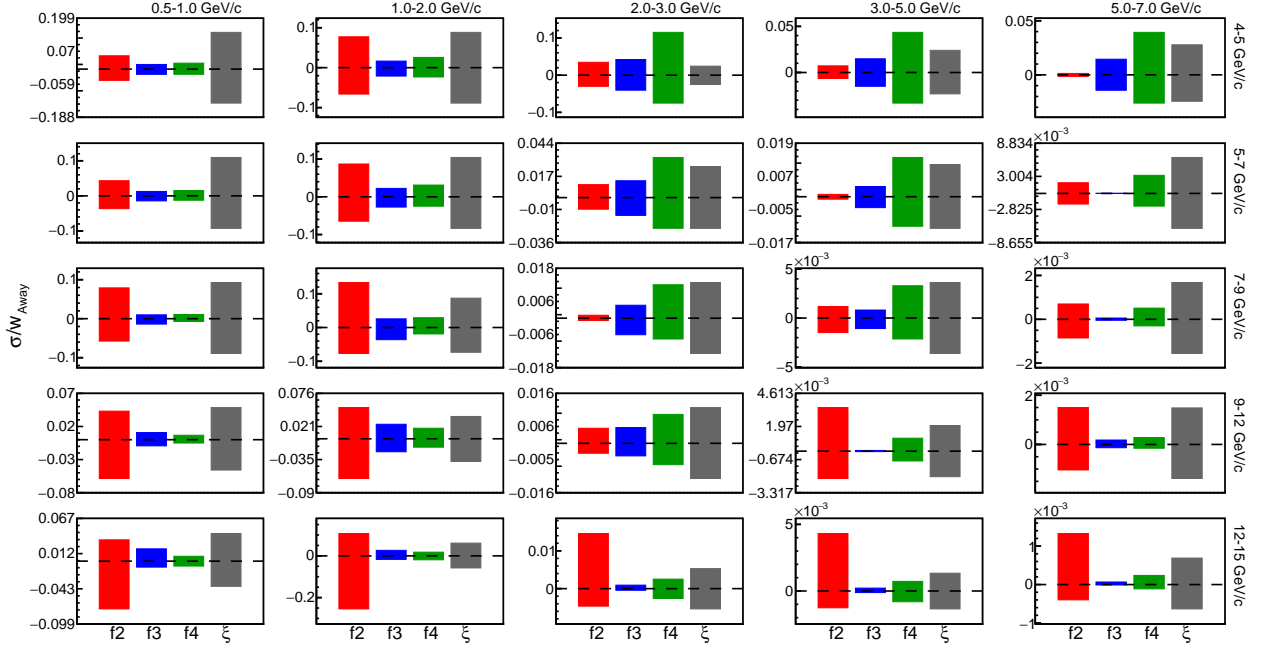 0.5-1.0 GeV/c 1.0-2.0 GeV/c 2.0-3.0 GeV/c 3.0-5.0 GeV/c 5.0-7.0 GeV/c
0.199 0.07 −0.059 −0.188
0.1 0 −0.1
0.1 0 −0.1
0.05 0
0.05 0
4-5 GeV/c
0.1 0 −0.1
0.1 0 −0.1
0.044 0.017 −0.01 −0.036
0.019 0.007 −0.005 −0.017
×10−3 8.834 3.004 −2.825 −8.655
5-7 GeV/c
σ/wAway
0.1 0 −0.1
0.1 0 −0.1
0.018 0.006 −0.006 −0.018
×10−3 5 0 −5
×10−3 2 0 −2
7-9 GeV/c
0.07 0.02 −0.03 −0.08
0.076 0.021 −0.035 −0.09
0.016 0.006 −0.005 −0.016
×10−3 4.613 1.97 −0.674 −3.317
×10−3 2 0
9-12 GeV/c
0.067 0.012 −0.043 −0.099
0 −0.2
0.01 0
×10−3 5 0
×10−3 1 0 −1
12-15 GeV/c
f2 f3 f4 ξ f2 f3 f4 ξ f2 f3 f4 ξ f2 f3 f4 ξ f2 f3 f4 ξ